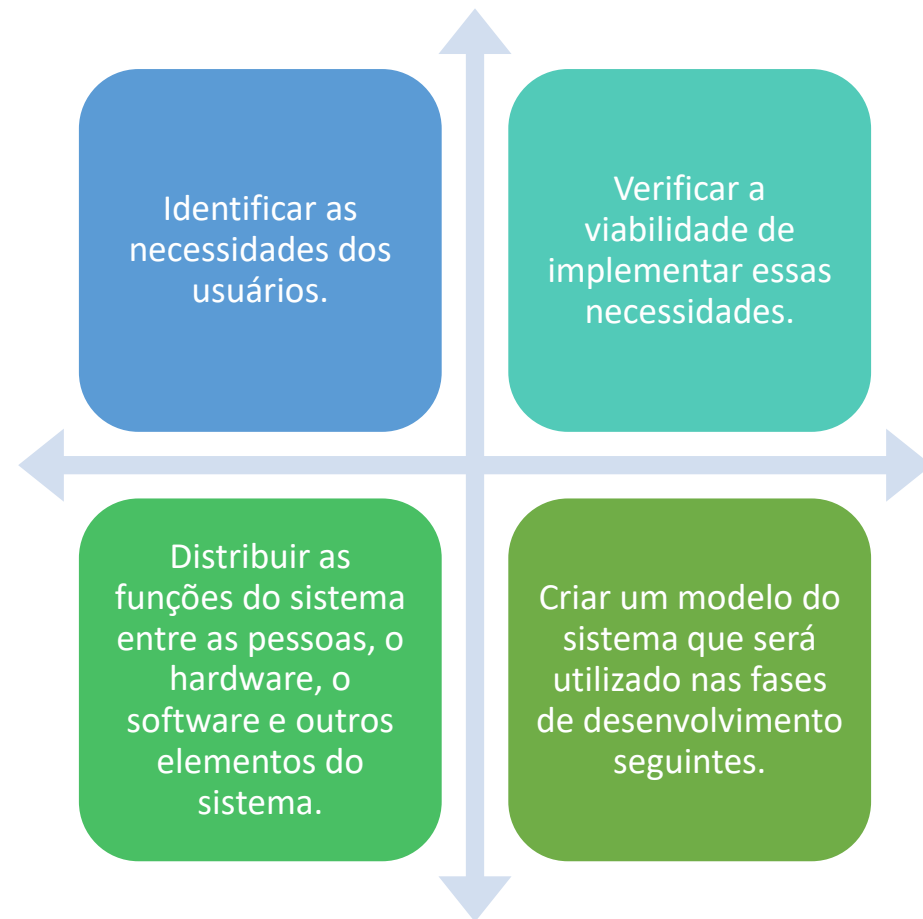 Identificar as
necessidades dos
usuários.
Verificar a
viabilidade de
implementar essas
necessidades.
Distribuir as
funções do sistema
entre as pessoas, o
hardware, o
software e outros
elementos do
sistema.
Criar um modelo do
sistema que será
utilizado nas fases
de desenvolvimento
seguintes.